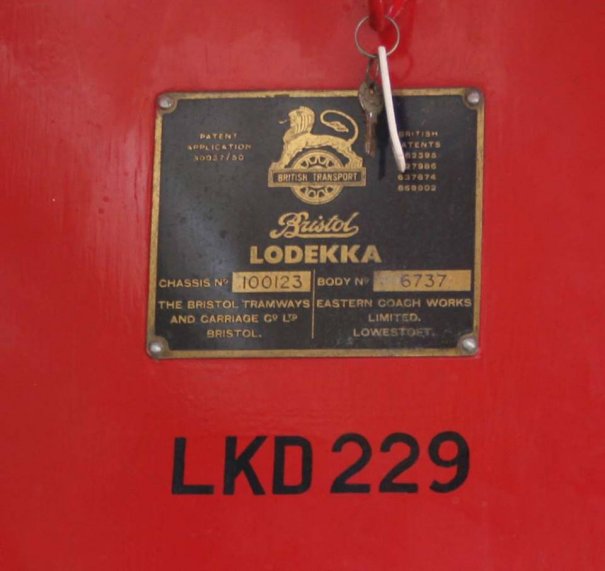 PATENT
APPLICATION
30027/50
BRITISH
PATENTS
637674
BRITISH TRANSPORT
Bristol
LODEKKA
CHASSIS Nº 100123
THE BRISTOL TRAMWAYS
AND CARRIAGE Cº LTD
BRISTOL.
BODY Nº 6737
EASTERN COACH WORKS
LIMITED.
LOWESTOFT.
LKD 229